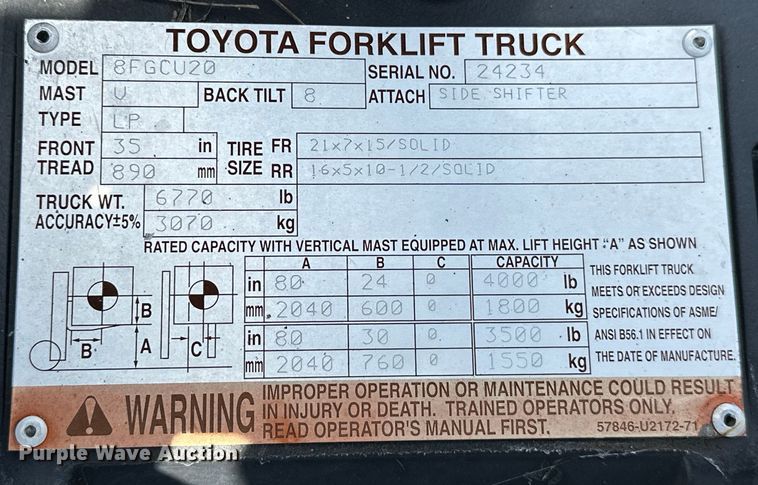 TOYOTA FORKLIFT TRUCK
MODEL 8FGCU20 SERIAL NO. 24234
MAST V BACK TILT 8 ATTACH SIDE SHIFTER
TYPE LP
FRONT TREAD 35 in TIRE SIZE FR 21x7x15/SOLID
890 mm RR 16x5x10-1/2/SOLID
TRUCK WT. 6770 lb
ACCURACY±5% 3070 kg
RATED CAPACITY WITH VERTICAL MAST EQUIPPED AT MAX. LIFT HEIGHT "A" AS SHOWN
A B C CAPACITY
in 80 24 0 4000 lb
mm 2040 600 0 1800 kg
in 80 30 0 3500 lb
mm 2040 760 0 1550 kg
B
B A C
THIS FORKLIFT TRUCK
MEETS OR EXCEEDS DESIGN
SPECIFICATIONS OF ASME/
ANSI B56.1 IN EFFECT ON
THE DATE OF MANUFACTURE.
WARNING
IMPROPER OPERATION OR MAINTENANCE COULD RESULT
IN INJURY OR DEATH. TRAINED OPERATORS ONLY.
READ OPERATOR'S MANUAL FIRST.
57846-U2172-71
Purple Wave Auction